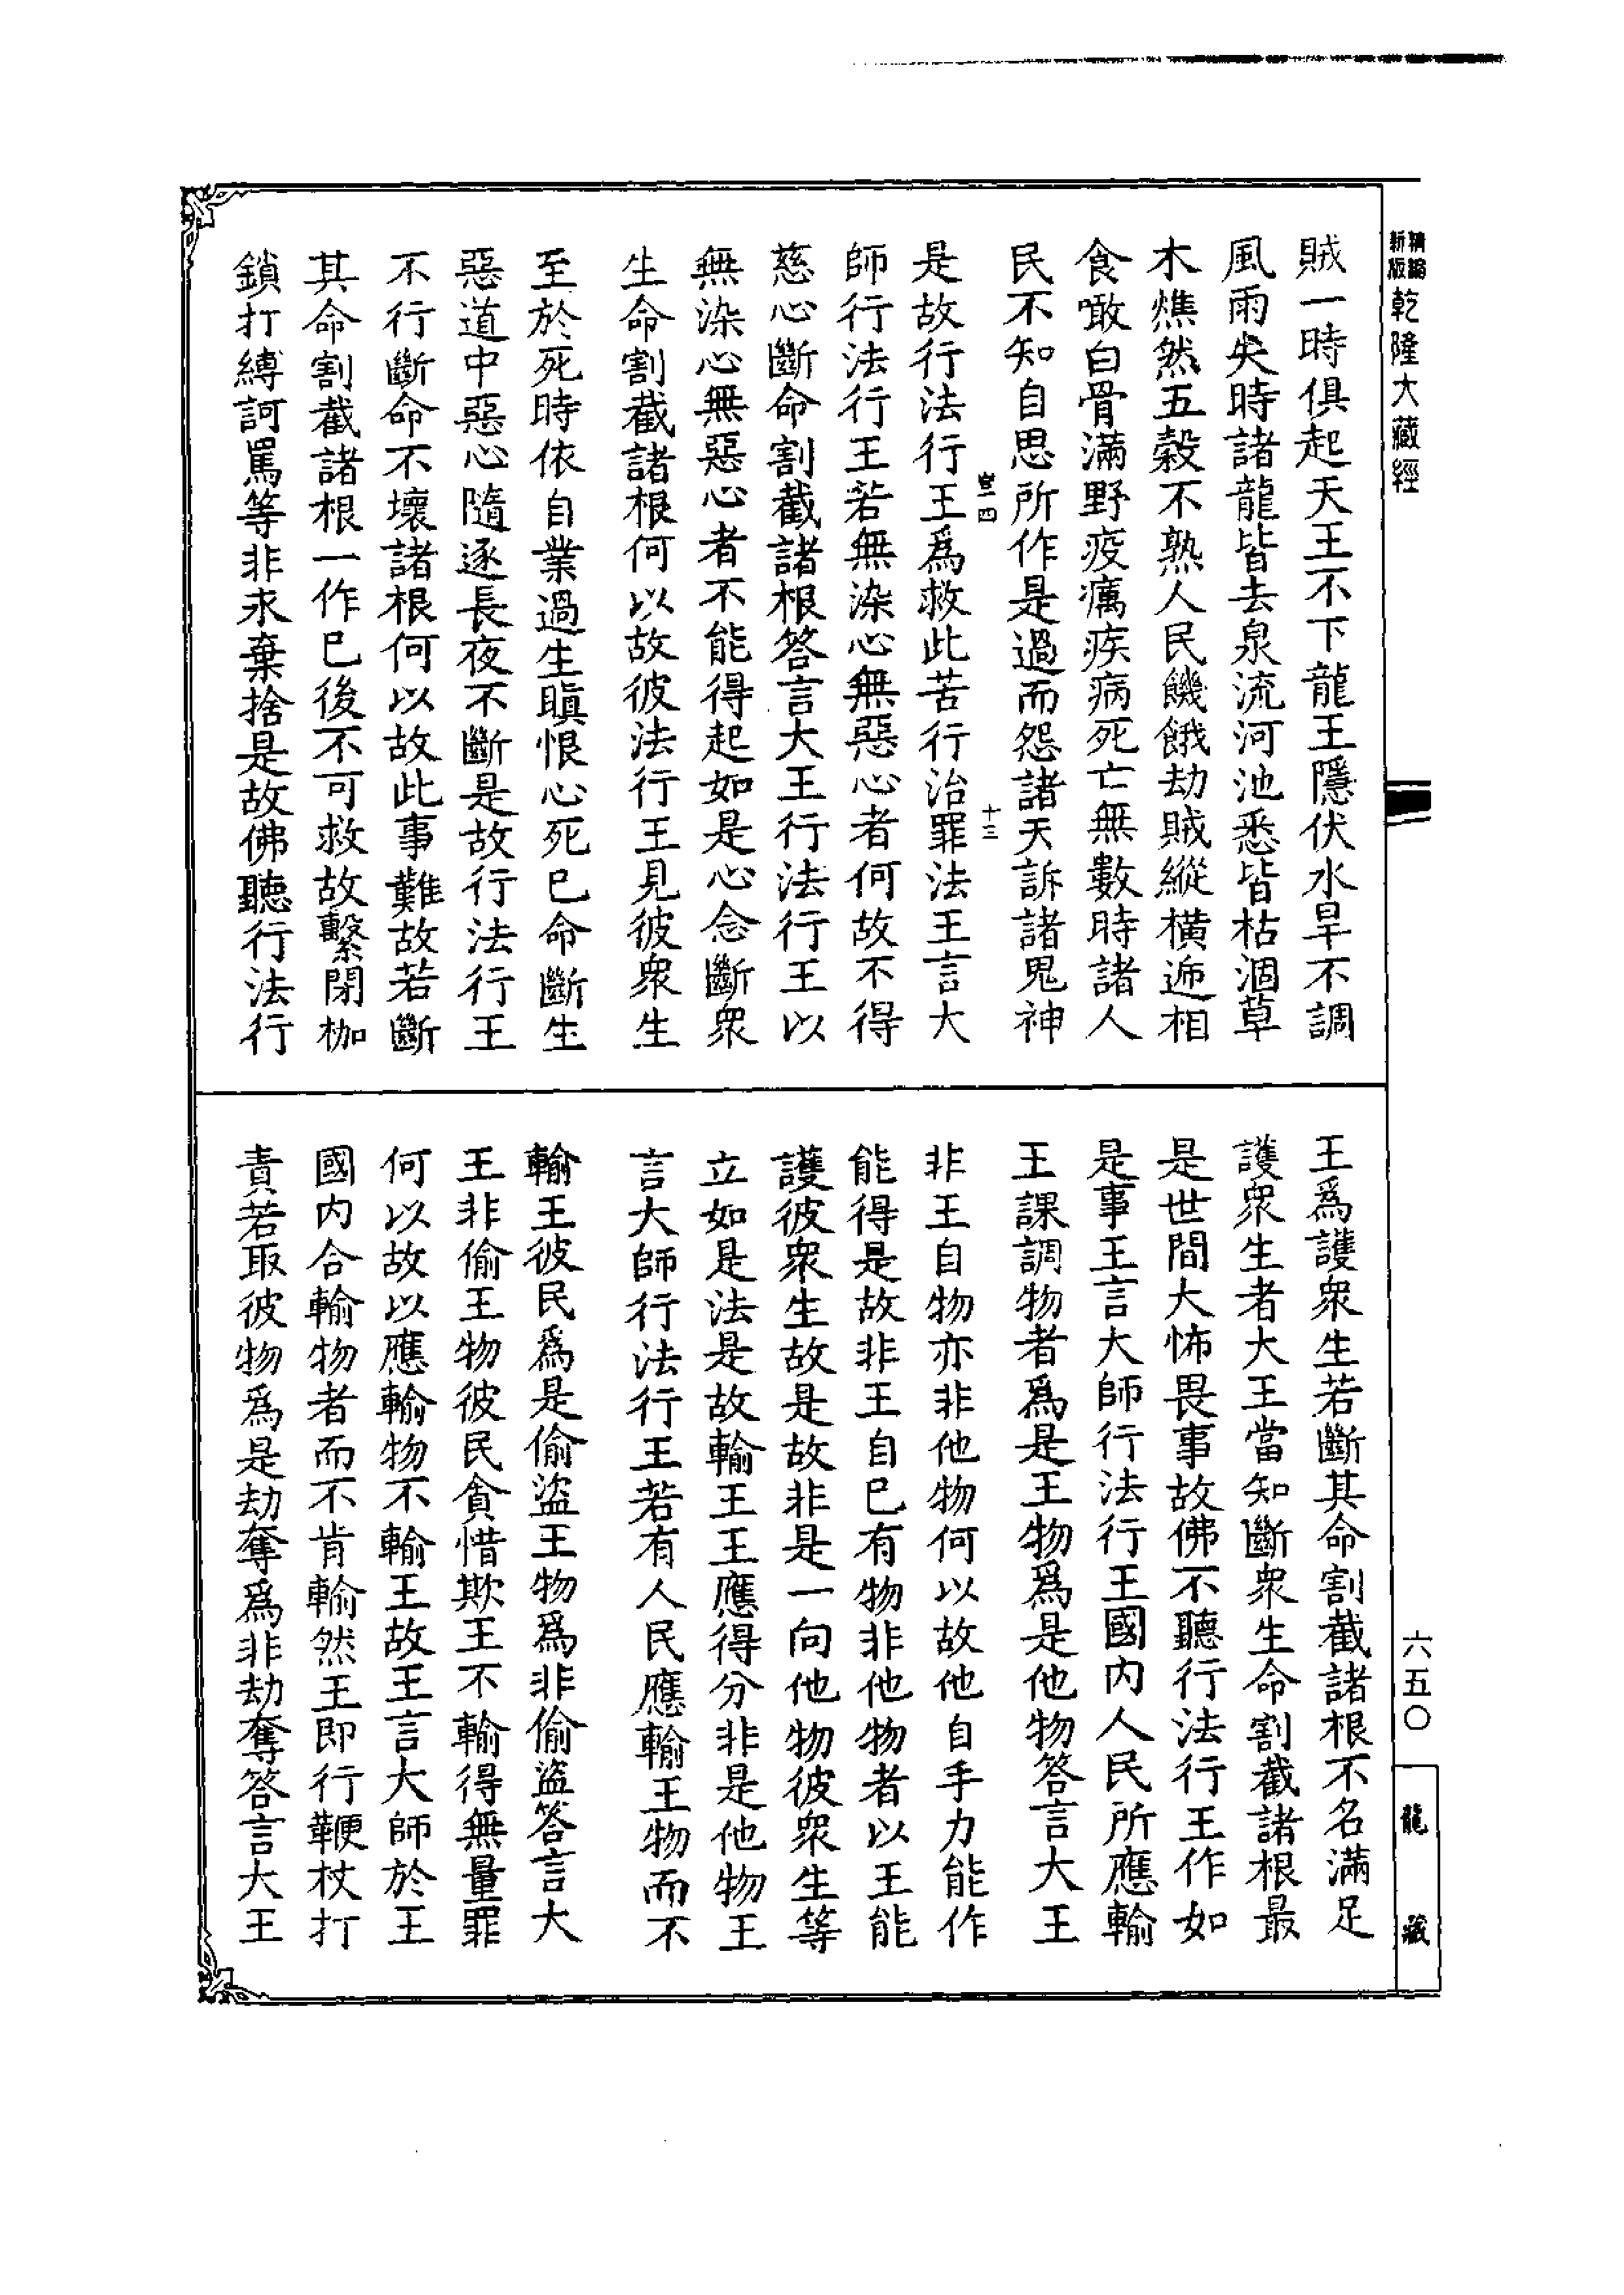 新編
新版
乾隆大藏經
六五〇
龍藏
賊一時俱起天王不下龍王隱伏水旱不調
風雨失時諸龍皆去泉流河池悉皆枯涸草
木燋然五穀不熟人民饑餓劫賊縱橫迊相
食噉白骨滿野疫癘疾病死亡無數時諸人
民不知自思所作是過而怨諸天訴諸鬼神
是故行法行王為救此苦行治罪法王言大
師行法行王若無染心無惡心者何故不得
慈心斷命割截諸根答言大王行法行王以
無染心無惡心者不能得起如是心念斷衆
生命割截諸根何以故彼法行王見彼衆生
至於死時依自業過生瞋恨心死已命斷生
惡道中惡心隨逐長夜不斷是故行法行王
不行斷命不壞諸根何以故此事難故若斷
其命割截諸根一作已後不可救故繫閉枷
鎖打縛訶罵等非永棄捨是故佛聽行法行
十三
王為護衆生若斷其命割截諸根不名滿足
護衆生者大王當知斷衆生命割截諸根最
是世間大怖畏事故佛不聽行法行王作如
是事王言大師行法行王國內人民所應輸
王課調物者為是王物為是他物答言大王
非王自物亦非他物何以故他自手力能作
能得是故非王自已有物非他物者以王能
護彼衆生故是故非是一向他物彼衆生等
立如是法是故輸王王應得分非是他物王
言大師行法行王若有人民應輸王物而不
輸王彼民為是偷盜王物為非偷盜答言大
王非偷王物彼民貪惜欺王不輸得無量罪
何以故以應輸物不輸王故王言大師於王
國內合輸物者而不肯輸然王即行鞭杖打
責若取彼物為是劫奪為非劫奪答言大王